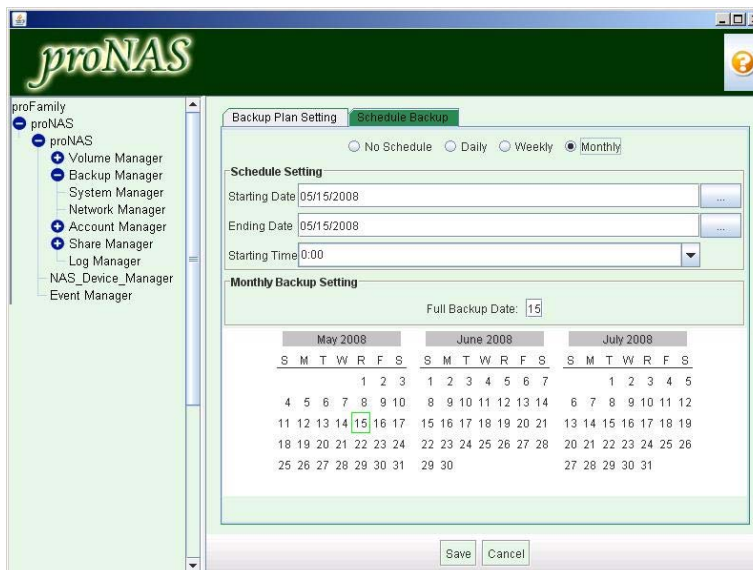 proNAS
proFamily
proNAS
proNAS
Volume Manager
Backup Manager
System Manager
Network Manager
Account Manager
Share Manager
Log Manager
NAS_Device_Manager
Event Manager
Backup Plan Setting Schedule Backup
No Schedule Daily Weekly Monthly
Schedule Setting
Starting Date 05/15/2008 ...
Ending Date 05/15/2008 ...
Starting Time 0:00
Monthly Backup Setting
Full Backup Date: 15
May 2008
S M T W R F S
1 2 3
4 5 6 7 8 9 10
11 12 13 14 15 16 17
18 19 20 21 22 23 24
25 26 27 28 29 30 31
June 2008
S M T W R F S
1 2 3 4 5 6 7
8 9 10 11 12 13 14
15 16 17 18 19 20 21
22 23 24 25 26 27 28
29 30
July 2008
S M T W R F S
1 2 3 4 5
6 7 8 9 10 11 12
13 14 15 16 17 18 19
20 21 22 23 24 25 26
27 28 29 30 31
Save Cancel